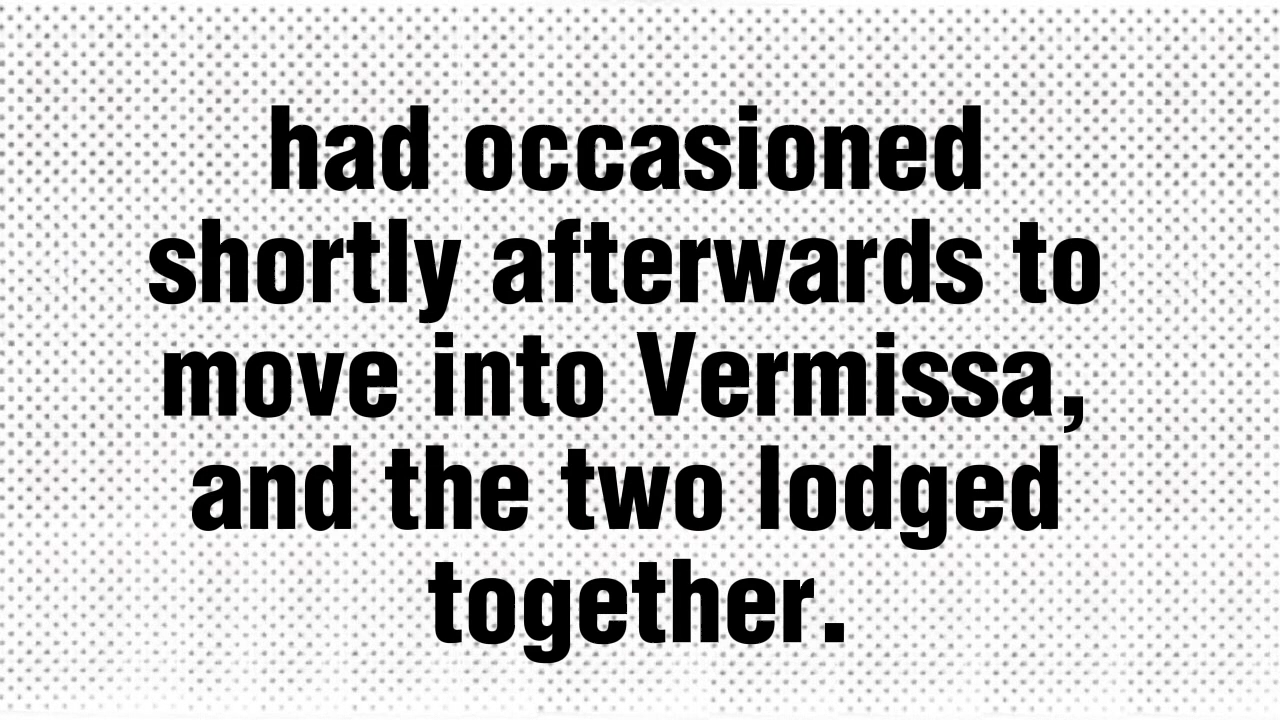 had occasioned
shortly afterwards to
move into Vermissa,
and the two lodged
together.